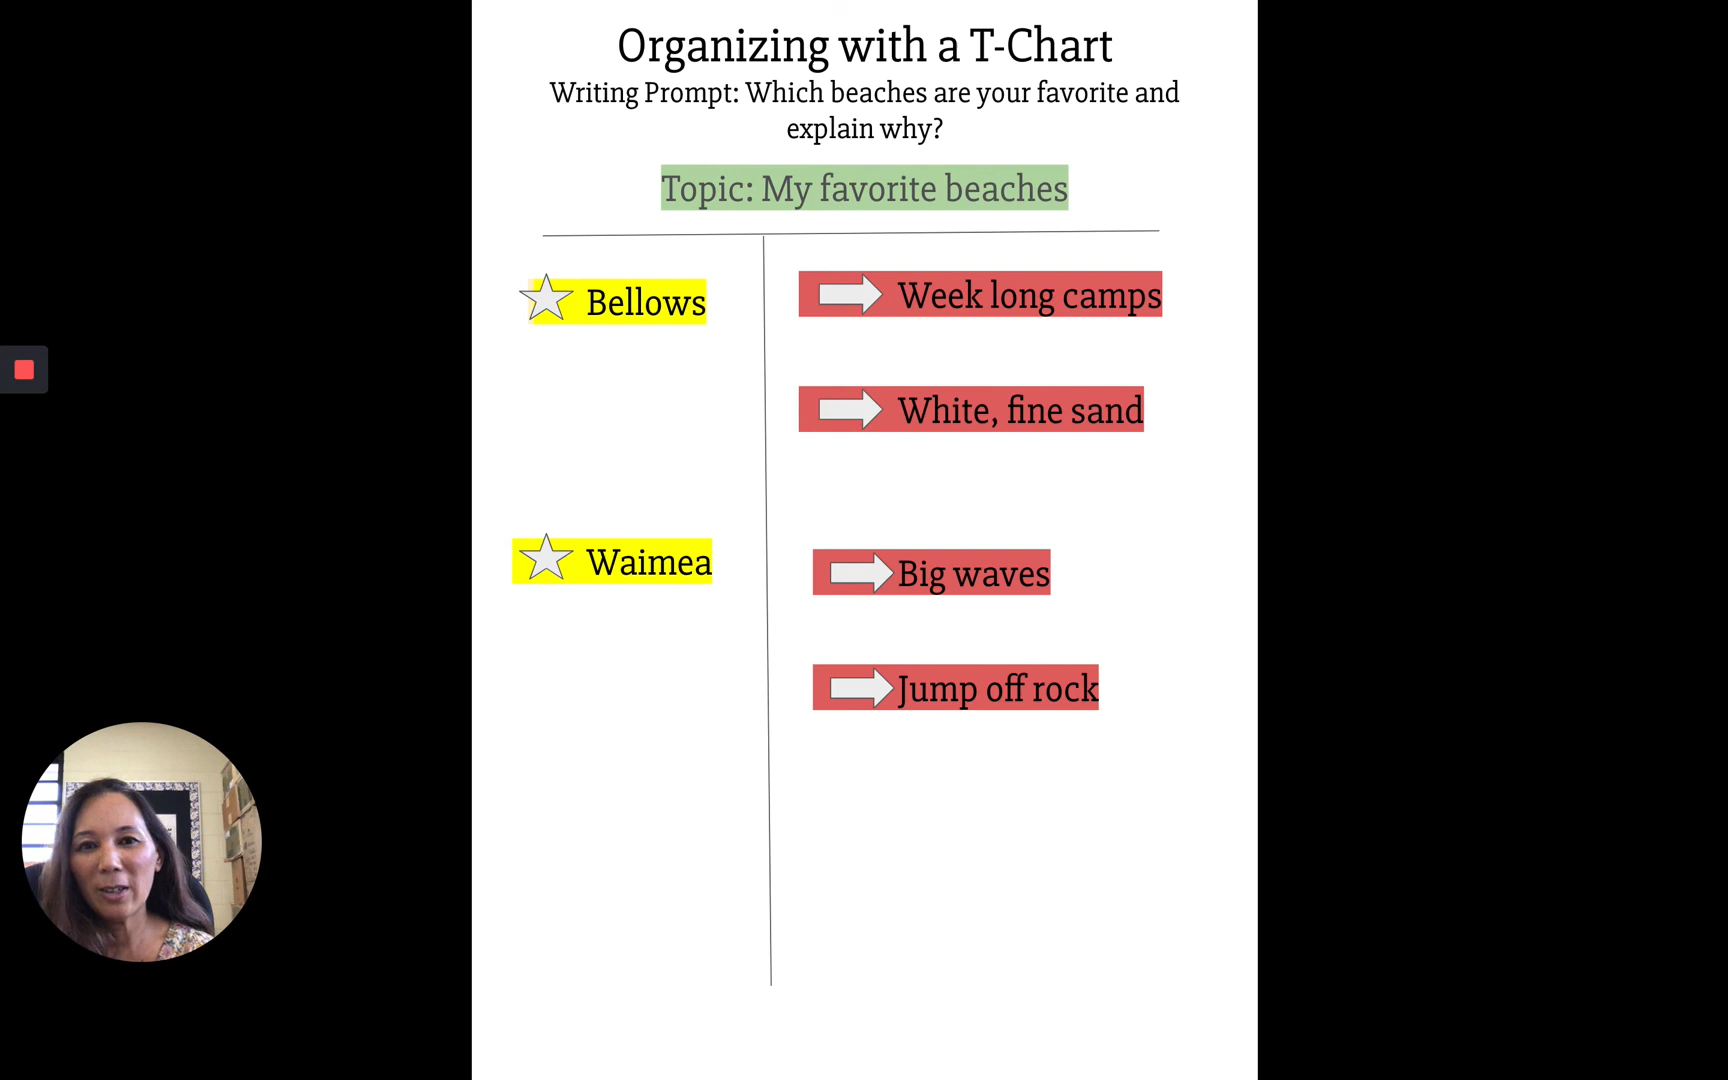 Organizing with a T-Chart
Writing Prompt: Which beaches are your favorite and
explain why?
Topic: My favorite beaches
Bellows
Week long camps
White, fine sand
Waimea
Big waves
Jump off rock